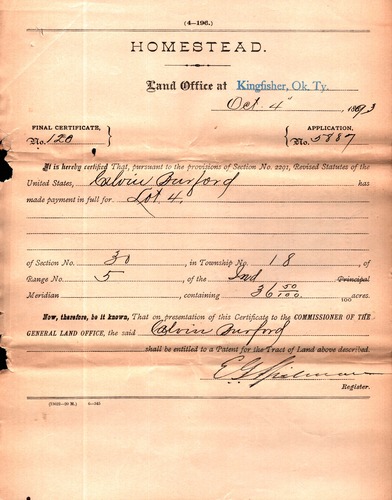 (4—196.)
HOMESTEAD.
Land Office at Kingfisher, Ok. Ty.
Oct. 4" 1893
FINAL CERTIFICATE, No. 120
APPLICATION, No. 5887
It is hereby certified That, pursuant to the provisions of Section No. 2291, Revised Statutes of the
United States, Calvin Burford has
made payment in full for Lot 4
of Section No. 30 in Township No. 18, of
Range No. 5, of the Ind Principal
Meridian, containing 36 50/100 100 acres.
Now, therefore, be it known, That on presentation of this Certificate to the COMMISSIONER OF THE
GENERAL LAND OFFICE, the said Calvin Burford
shall be entitled to a Patent for the Tract of Land above described.
Register.